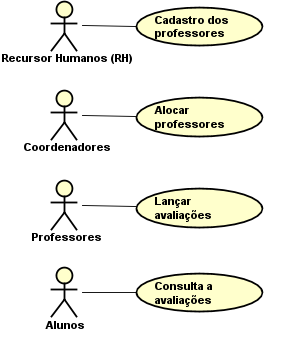 Cadastro dos
professores
Recursor Humanos (RH)
Alocar
professores
Coordenadores
Lançar
avaliações
Professores
Consulta a
avaliações
Alunos